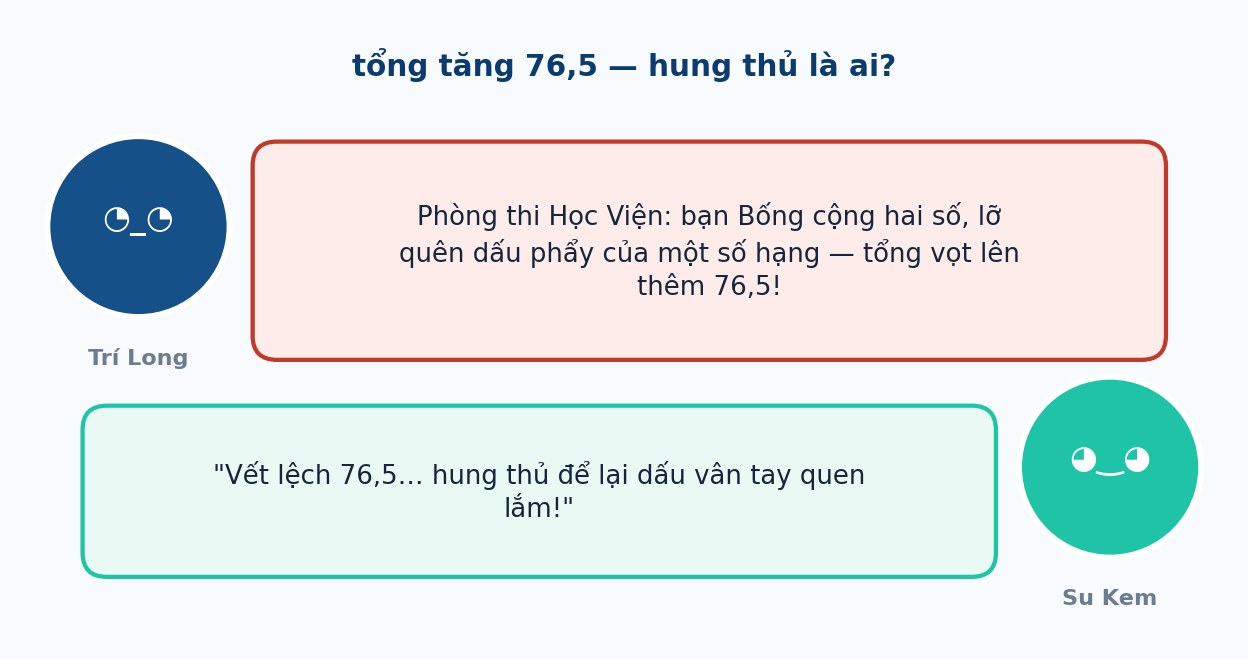 tổng tăng 76,5 — hung thủ là ai?
Phòng thi Học Viện: bạn Bống cộng hai số, lỡ
quên dấu phẩy của một số hạng — tổng vọt lên
thêm 76,5!
Trí Long
"Vết lệch 76,5... hung thủ để lại dấu vân tay quen
lắm!"
Su Kem